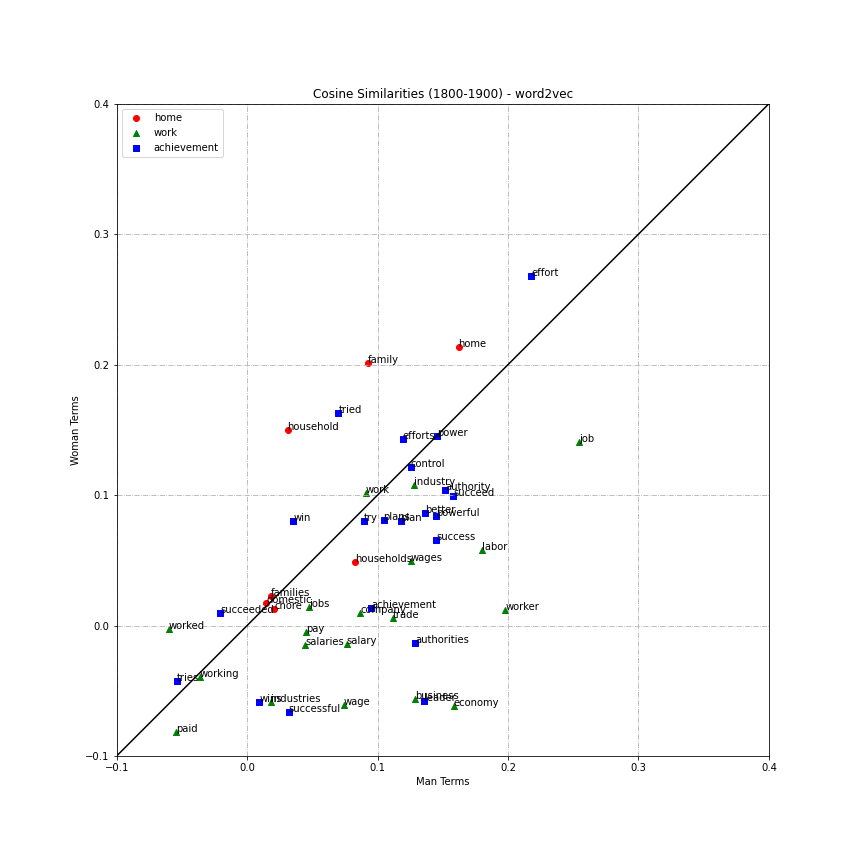 Cosine Similarities (1800-1900) - word2vec
home
work
achievement
0.4
0.3
0.2
0.1
0.0
−0.1
Woman Terms
effort
home
family
tried
household
power
efforts
job
control
industry
authority
succeed
work
better
powerful
win
try
plans
plan
success
labor
households
wages
families
domestic
chore
jobs
achievement
company
trade
worker
succeeded
worked
pay
salaries
salary
authorities
working
tries
wins
industries
successful
wage
business
leader
economy
paid
−0.1
0.0
0.1
0.2
0.3
0.4
Man Terms